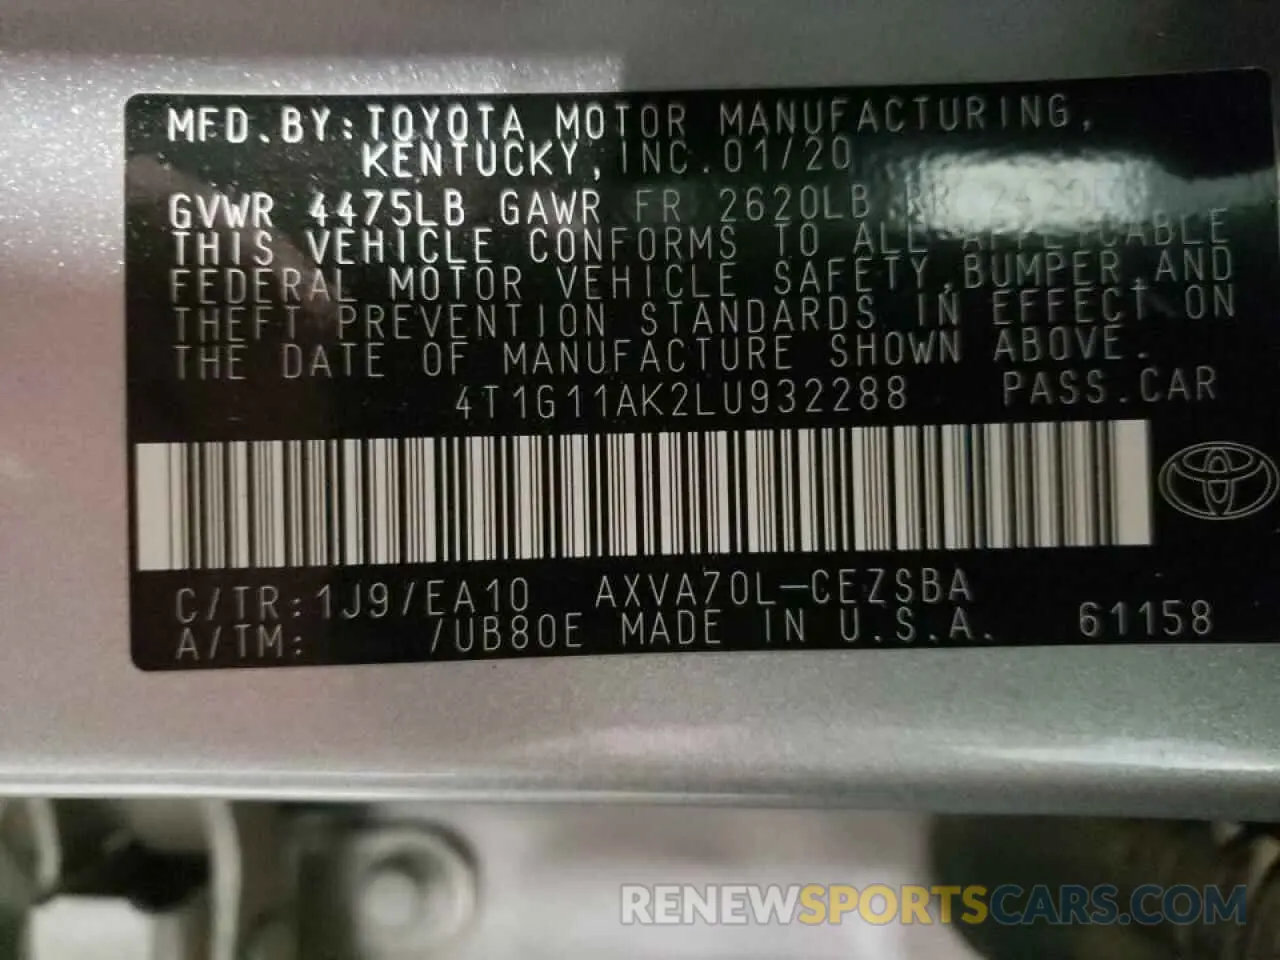 MFD.BY:TOYOTA MOTOR MANUFACTURING,
KENTUCKY, INC.01/20
GVWR 4475LB GAWR FR 2620LB
THIS VEHICLE CONFORMS TO ALL APPLICABLE
FEDERAL MOTOR VEHICLE SAFETY,BUMPER,AND
THEFT PREVENTION STANDARDS IN EFFECT ON
THE DATE OF MANUFACTURE SHOWN ABOVE.
4T1G11AK2LU932288 PASS.CAR
C/TR:1J9/EA10 AXVA70L-CEZSBA
A/TM: /UB80E MADE IN U.S.A. 61158
RENEWSPORTSCARS.COM